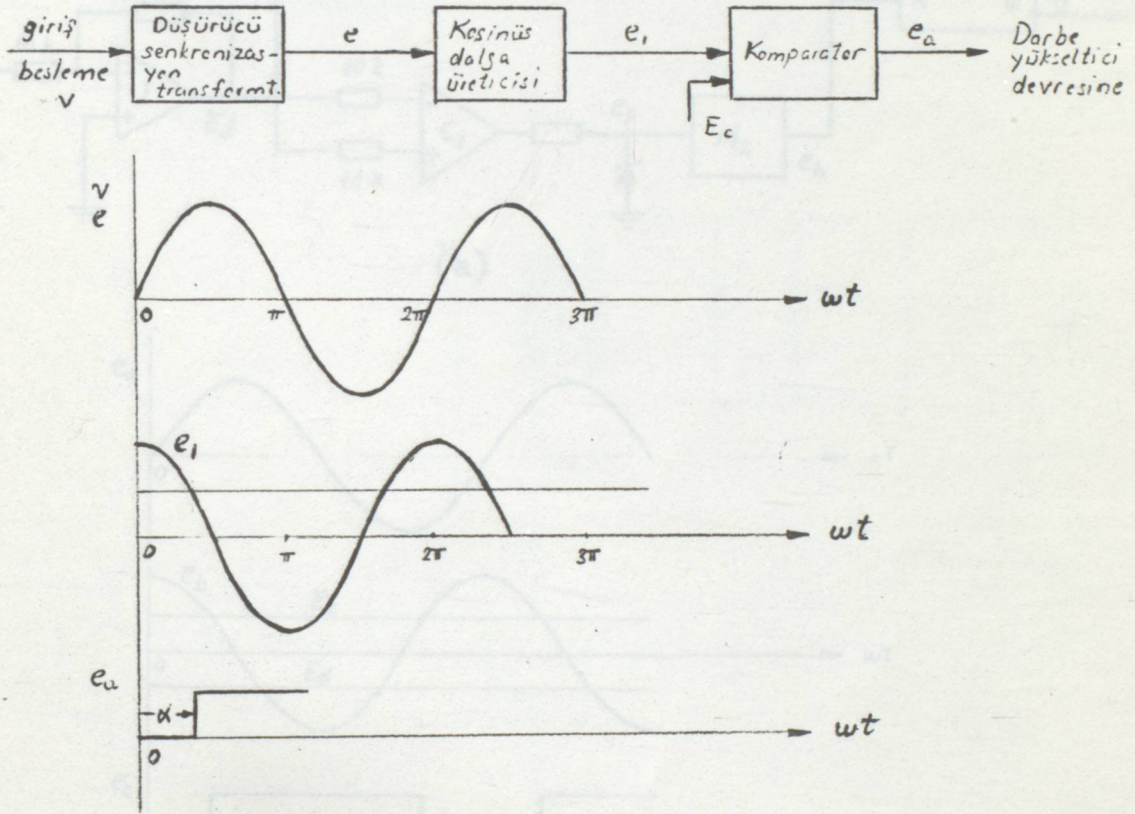 giriş
besleme
v
Düşürücü
senkronizas-
yon
transformt.
e
Kosinüs
dalga
üreticisi
e₁
Komparator
E꜀
eₐ
Darbe
yükseltici
devresine
v
e
0
π
2π
3π
ωt
e₁
0
π
2π
3π
ωt
eₐ
α
0
ωt